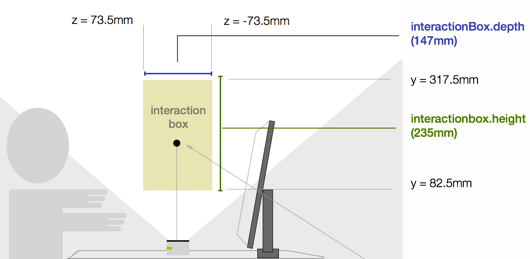 z = 73.5mm
z = -73.5mm
interactionBox.depth
(147mm)
y = 317.5mm
interaction
box
interactionbox.height
(235mm)
y = 82.5mm